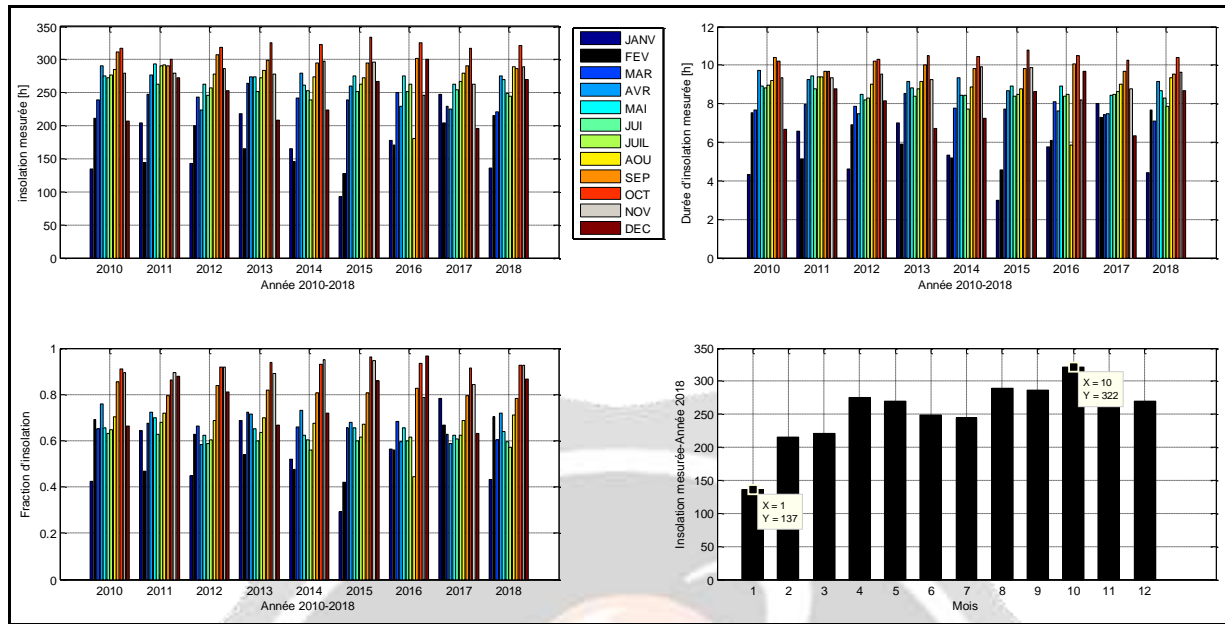 350
300
250
200
150
100
50
0
insolation mesurée [h]
2010 2011 2012 2013 2014 2015 2016 2017 2018
Année 2010-2018
JANV
FEV
MAR
AVR
MAI
JUI
JUIL
AOU
SEP
OCT
NOV
DEC
12
10
8
6
4
2
0
Durée d'insolation mesurée [h]
2010 2011 2012 2013 2014 2015 2016 2017 2018
Année 2010-2018
1
0.8
0.6
0.4
0.2
0
Fraction d'insolation
2010 2011 2012 2013 2014 2015 2016 2017 2018
Année 2010-2018
350
300
250
200
150
100
50
0
Insolation mesurée-Année 2018
X = 10
Y = 322
X = 1
Y = 137
1 2 3 4 5 6 7 8 9 10 11 12
Mois